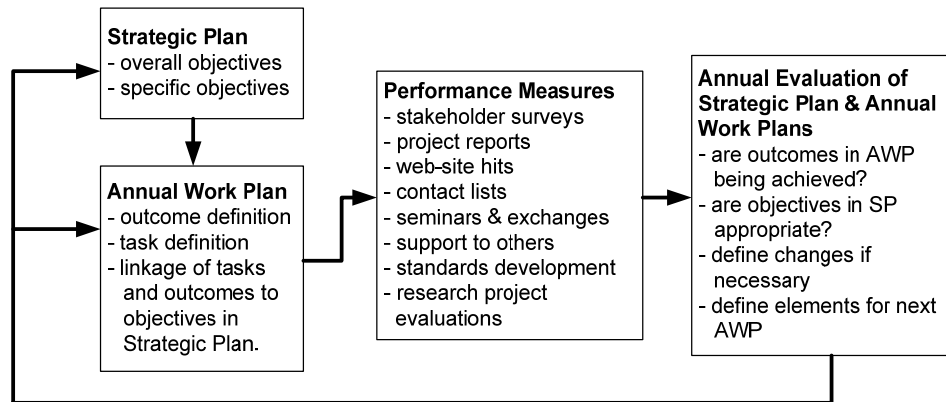 Strategic Plan
- overall objectives
- specific objectives
Annual Work Plan
- outcome definition
- task definition
- linkage of tasks
and outcomes to
objectives in
Strategic Plan.
Performance Measures
- stakeholder surveys
- project reports
- web-site hits
- contact lists
- seminars & exchanges
- support to others
- standards development
- research project
evaluations
Annual Evaluation of
Strategic Plan & Annual
Work Plans
- are outcomes in AWP
being achieved?
- are objectives in SP
appropriate?
- define changes if
necessary
- define elements for next
AWP